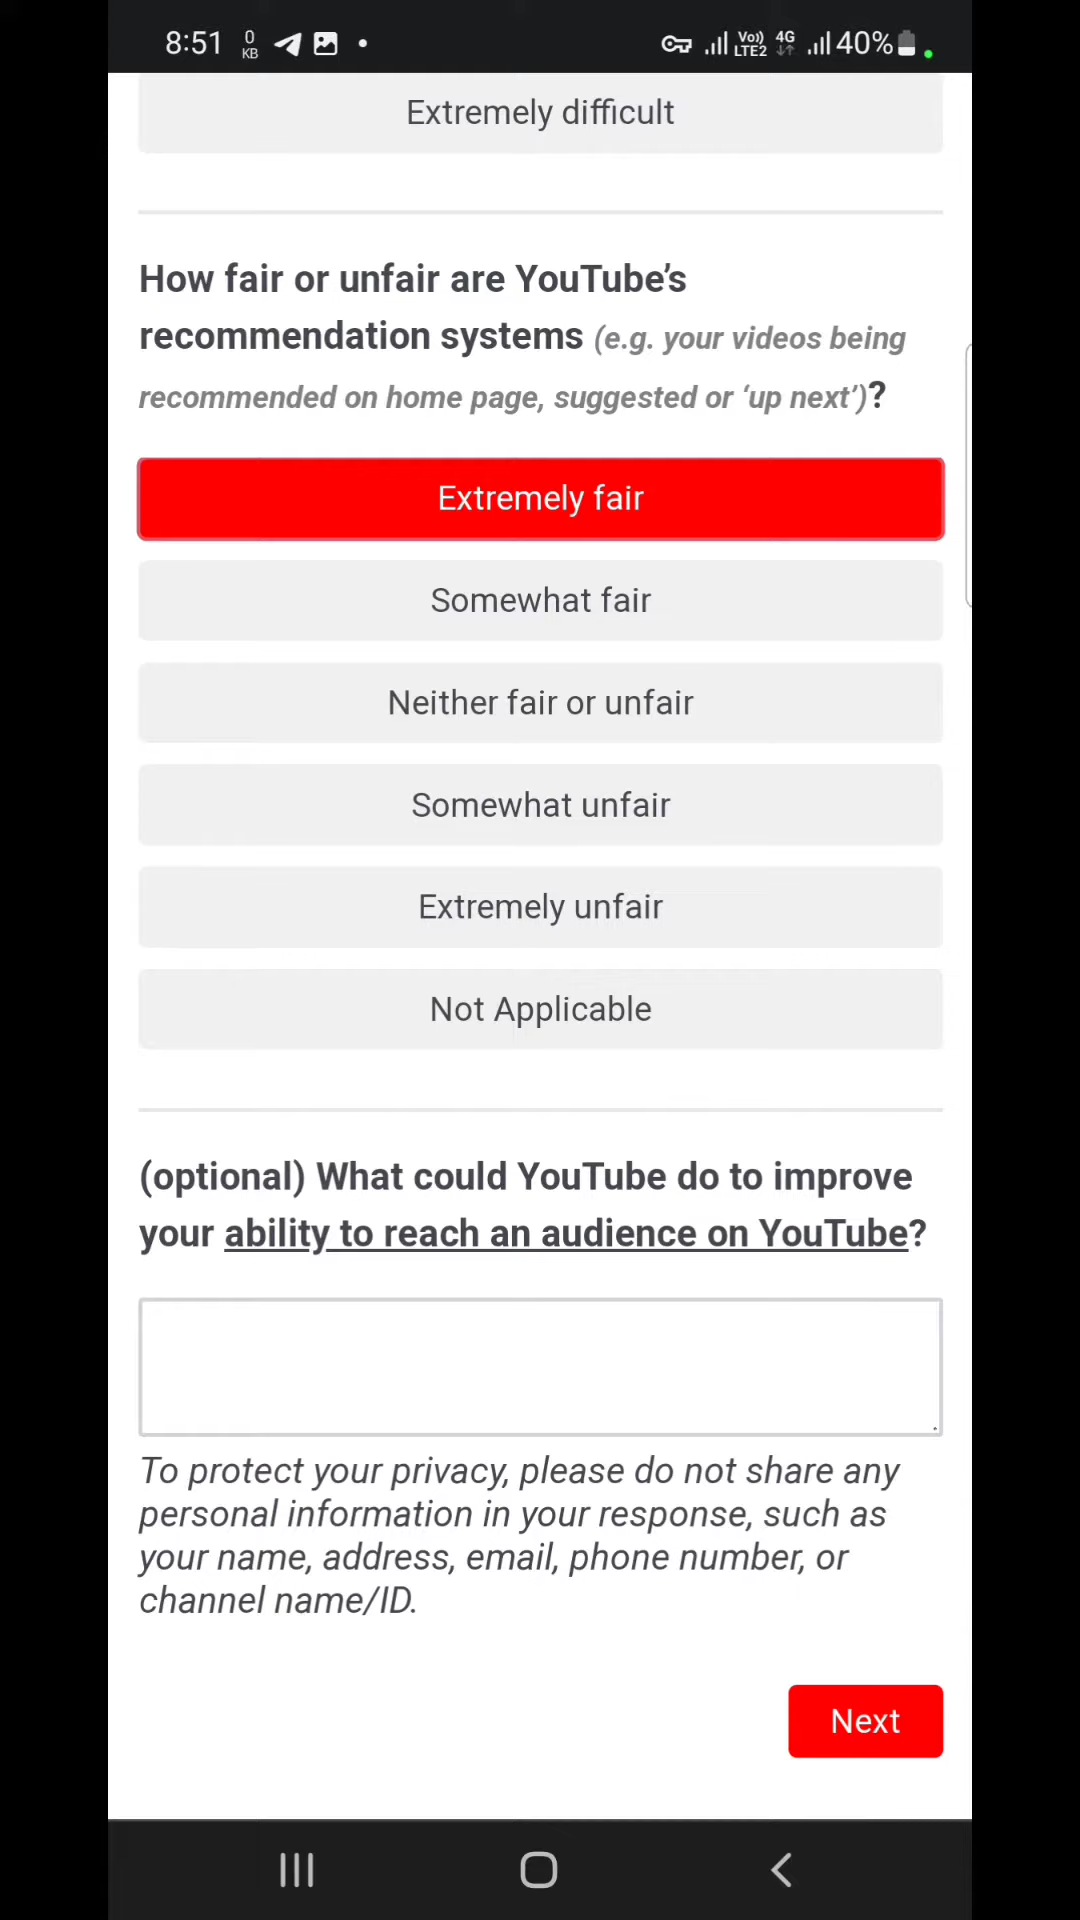 8:51 0 KB Vo)) LTE2 4G 40%
Extremely difficult
How fair or unfair are YouTube’s
recommendation systems (e.g. your videos being
recommended on home page, suggested or ‘up next’)?
Extremely fair
Somewhat fair
Neither fair or unfair
Somewhat unfair
Extremely unfair
Not Applicable
(optional) What could YouTube do to improve
your ability to reach an audience on YouTube?
To protect your privacy, please do not share any
personal information in your response, such as
your name, address, email, phone number, or
channel name/ID.
Next